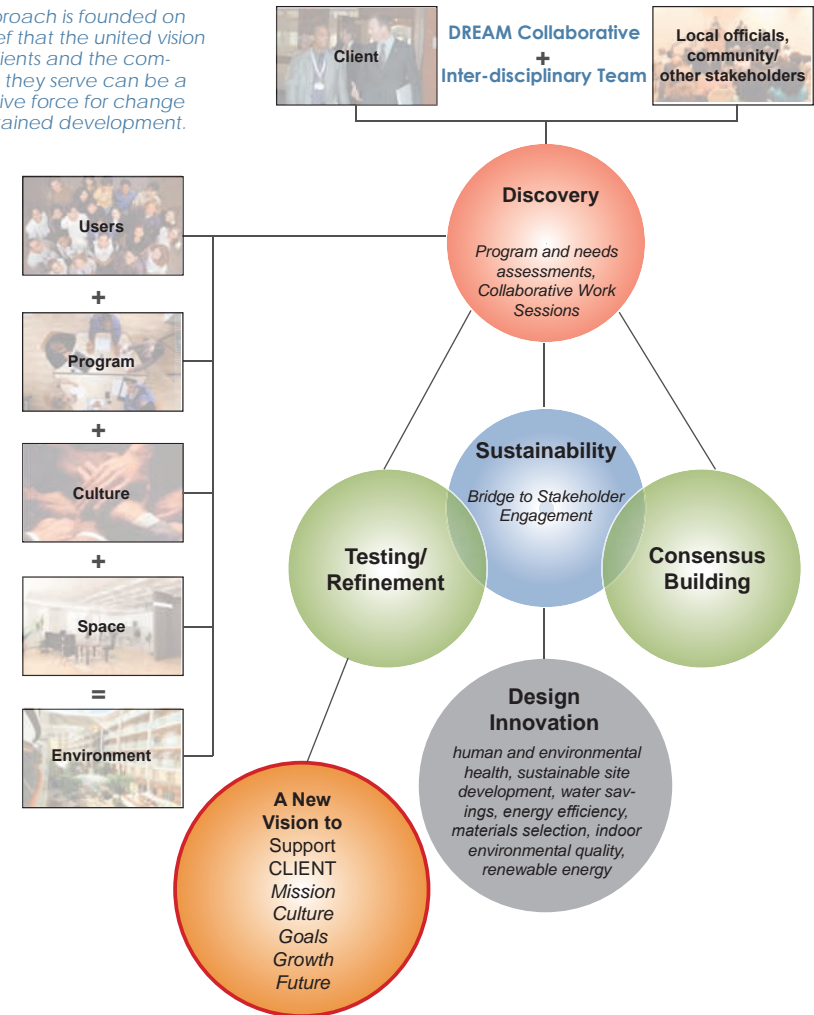 roach is founded on
ef that the united vision
lients and the com-
they serve can be a
ive force for change
tained development.
Client
DREAM Collaborative
+
Inter-disciplinary Team
Local officials,
community/
other stakeholders
Discovery
Program and needs
assessments,
Collaborative Work
Sessions
Users
+
Program
+
Culture
+
Space
=
Environment
Sustainability
Bridge to Stakeholder
Engagement
Testing/
Refinement
Consensus
Building
Design
Innovation
human and environmental
health, sustainable site
development, water sav-
ings, energy efficiency,
materials selection, indoor
environmental quality,
renewable energy
A New
Vision to
Support
CLIENT
Mission
Culture
Goals
Growth
Future